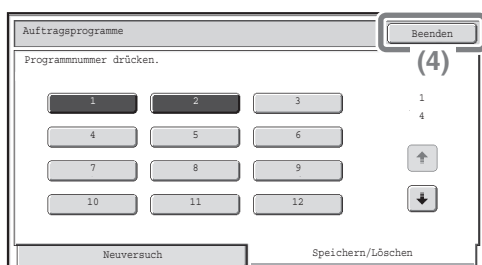 Auftragsprogramme
Beenden
(4)
Programmnummer drücken.
1 2 3
1
4 5 6
4
7 8 9
10 11 12
Neuversuch
Speichern/Löschen